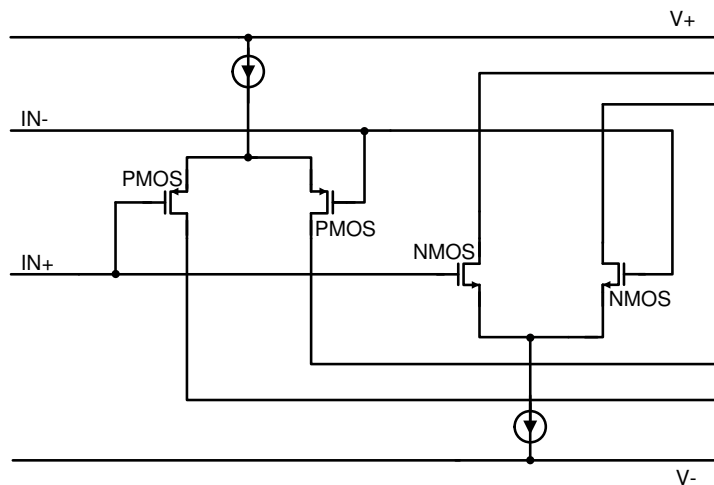 V+
IN-
PMOS
PMOS
NMOS
IN+
NMOS
V-